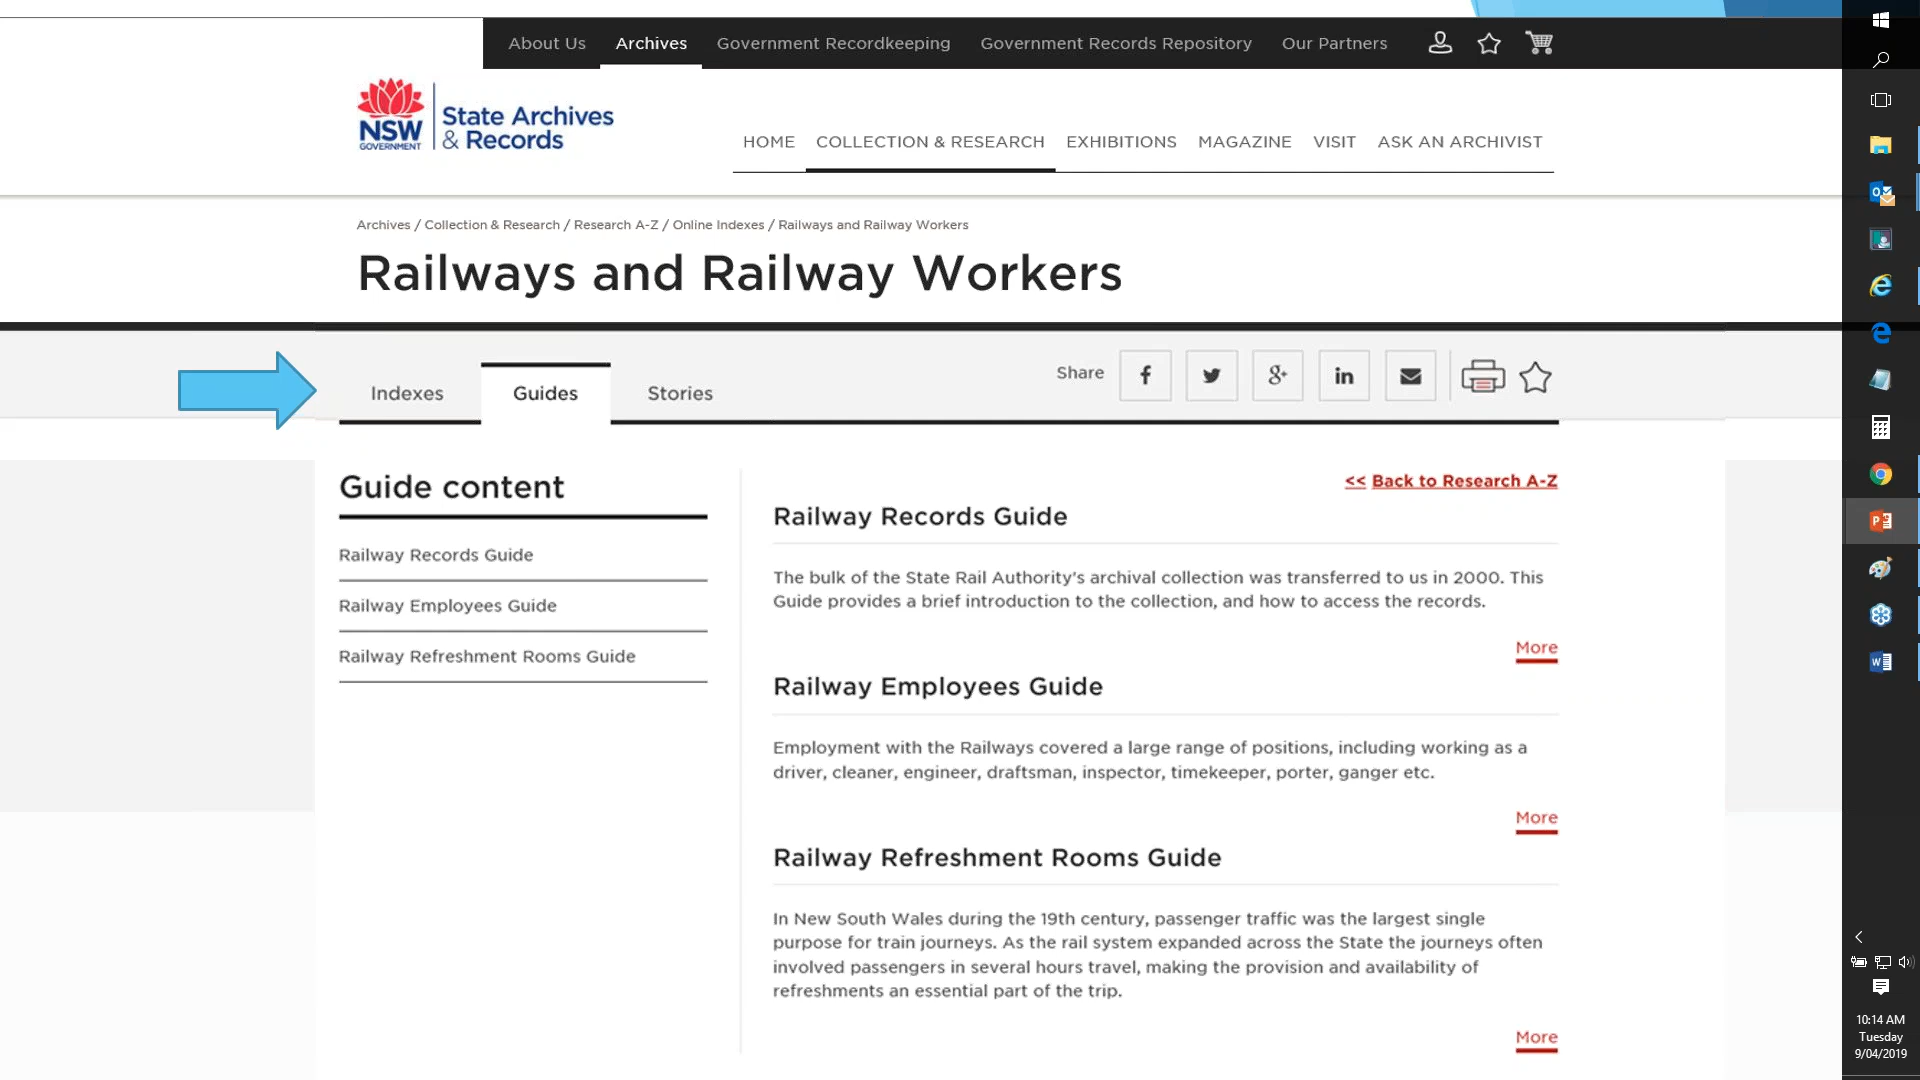 About Us Archives Government Recordkeeping Government Records Repository Our Partners
NSW
GOVERNMENT
State Archives
& Records
HOME COLLECTION & RESEARCH EXHIBITIONS MAGAZINE VISIT ASK AN ARCHIVIST
Archives / Collection & Research / Research A-Z / Online Indexes / Railways and Railway Workers
Railways and Railway Workers
Indexes Guides Stories
Share
Guide content
Railway Records Guide
Railway Employees Guide
Railway Refreshment Rooms Guide
<< Back to Research A-Z
Railway Records Guide
The bulk of the State Rail Authority's archival collection was transferred to us in 2000. This
Guide provides a brief introduction to the collection, and how to access the records.
More
Railway Employees Guide
Employment with the Railways covered a large range of positions, including working as a
driver, cleaner, engineer, draftsman, inspector, timekeeper, porter, ganger etc.
More
Railway Refreshment Rooms Guide
In New South Wales during the 19th century, passenger traffic was the largest single
purpose for train journeys. As the rail system expanded across the State the journeys often
involved passengers in several hours travel, making the provision and availability of
refreshments an essential part of the trip.
More
10:14 AM
Tuesday
9/04/2019